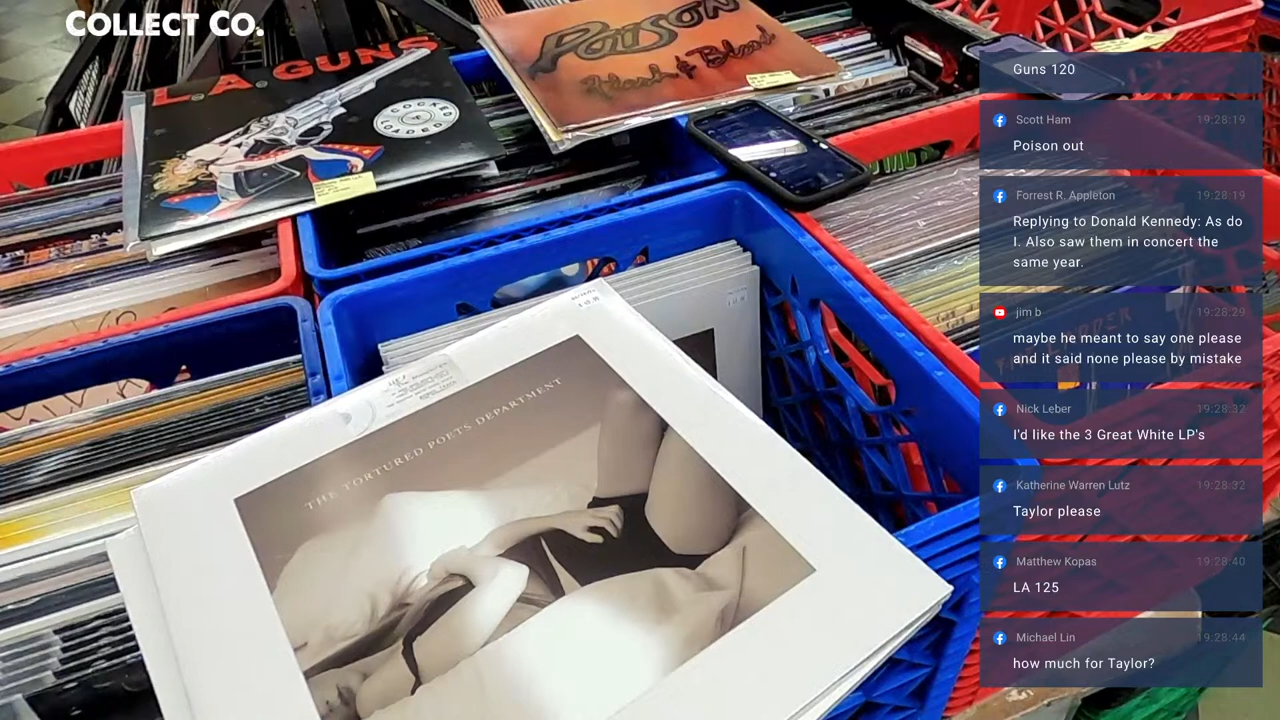 COLLECT CO.
L.A. GUNS
COCKED
LOADED
POISON
Flesh & Blood
THE TORTURED POETS DEPARTMENT
Guns 120
Scott Ham 19:28:19
Poison out
Forrest R. Appleton 19:28:19
Replying to Donald Kennedy: As do
I. Also saw them in concert the
same year.
jim b 19:28:29
maybe he meant to say one please
and it said none please by mistake
Nick Leber 19:28:32
I'd like the 3 Great White LP's
Katherine Warren Lutz 19:28:32
Taylor please
Matthew Kopas 19:28:40
LA 125
Michael Lin 19:28:44
how much for Taylor?